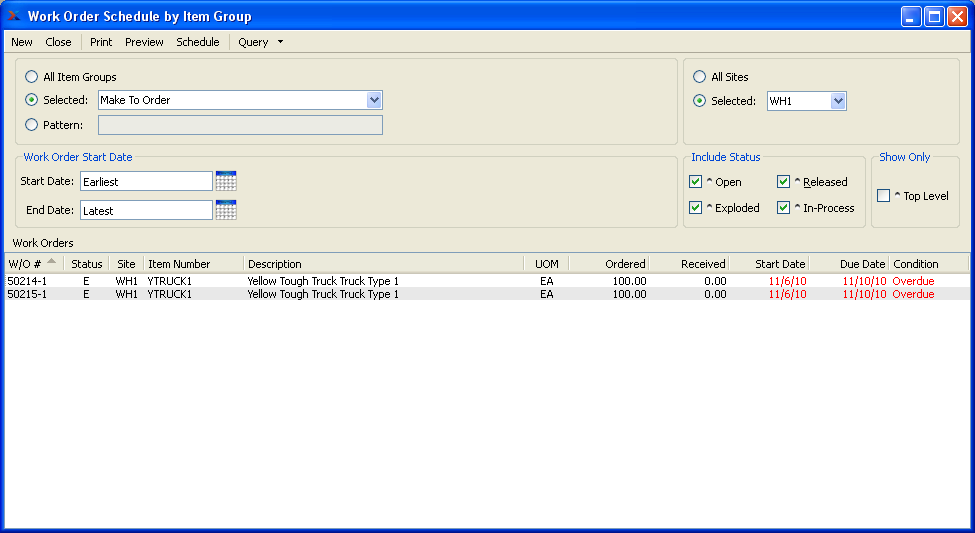 Work Order Schedule by Item Group
New Close Print Preview Schedule Query
All Item Groups
Selected: Make To Order
Pattern:
All Sites
Selected: WH1
Work Order Start Date
Start Date: Earliest
End Date: Latest
Include Status
^ Open ^ Released
^ Exploded ^ In-Process
Show Only
^ Top Level
Work Orders
W/O # Status Site Item Number Description UOM Ordered Received Start Date Due Date Condition
50214-1 E WH1 YTRUCK1 Yellow Tough Truck Truck Type 1 EA 100.00 0.00 11/6/10 11/10/10 Overdue
50215-1 E WH1 YTRUCK1 Yellow Tough Truck Truck Type 1 EA 100.00 0.00 11/6/10 11/10/10 Overdue